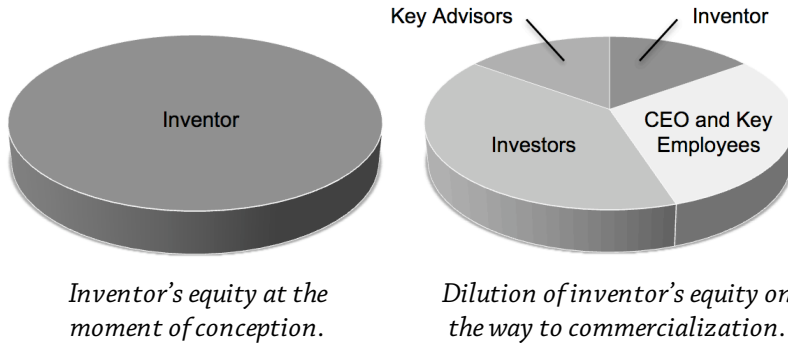 Key Advisors
Inventor
Inventor
Investors
CEO and Key
Employees
Inventor's equity at the
moment of conception.
Dilution of inventor's equity on
the way to commercialization.